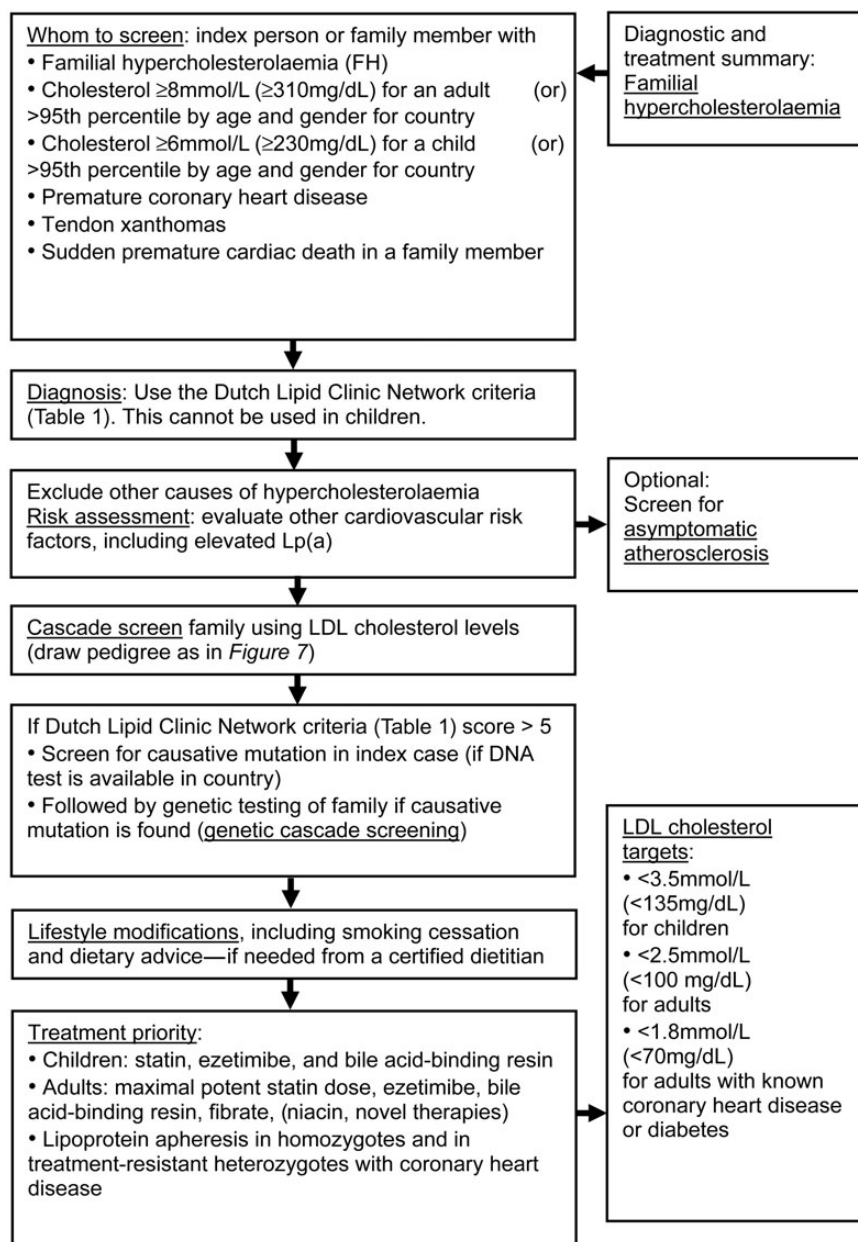 Whom to screen: index person or family member with
• Familial hypercholesterolaemia (FH)
• Cholesterol ≥8mmol/L (≥310mg/dL) for an adult (or)
>95th percentile by age and gender for country
• Cholesterol ≥6mmol/L (≥230mg/dL) for a child (or)
>95th percentile by age and gender for country
• Premature coronary heart disease
• Tendon xanthomas
• Sudden premature cardiac death in a family member
Diagnostic and
treatment summary:
Familial
hypercholesterolaemia
Diagnosis: Use the Dutch Lipid Clinic Network criteria
(Table 1). This cannot be used in children.
Exclude other causes of hypercholesterolaemia
Risk assessment: evaluate other cardiovascular risk
factors, including elevated Lp(a)
Optional:
Screen for
asymptomatic
atherosclerosis
Cascade screen family using LDL cholesterol levels
(draw pedigree as in Figure 7)
If Dutch Lipid Clinic Network criteria (Table 1) score > 5
• Screen for causative mutation in index case (if DNA
test is available in country)
• Followed by genetic testing of family if causative
mutation is found (genetic cascade screening)
Lifestyle modifications, including smoking cessation
and dietary advice—if needed from a certified dietitian
Treatment priority:
• Children: statin, ezetimibe, and bile acid-binding resin
• Adults: maximal potent statin dose, ezetimibe, bile
acid-binding resin, fibrate, (niacin, novel therapies)
• Lipoprotein apheresis in homozygotes and in
treatment-resistant heterozygotes with coronary heart
disease
LDL cholesterol
targets:
• <3.5mmol/L
(<135mg/dL)
for children
• <2.5mmol/L
(<100 mg/dL)
for adults
• <1.8mmol/L
(<70mg/dL)
for adults with known
coronary heart disease
or diabetes